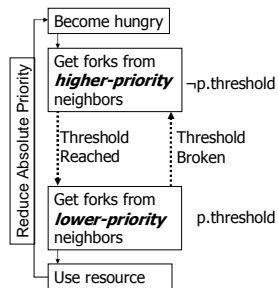 Become hungry
Get forks from
higher-priority
neighbors
¬p.threshold
Reduce Absolute Priority
Threshold
Reached
Threshold
Broken
Get forks from
lower-priority
neighbors
p.threshold
Use resource